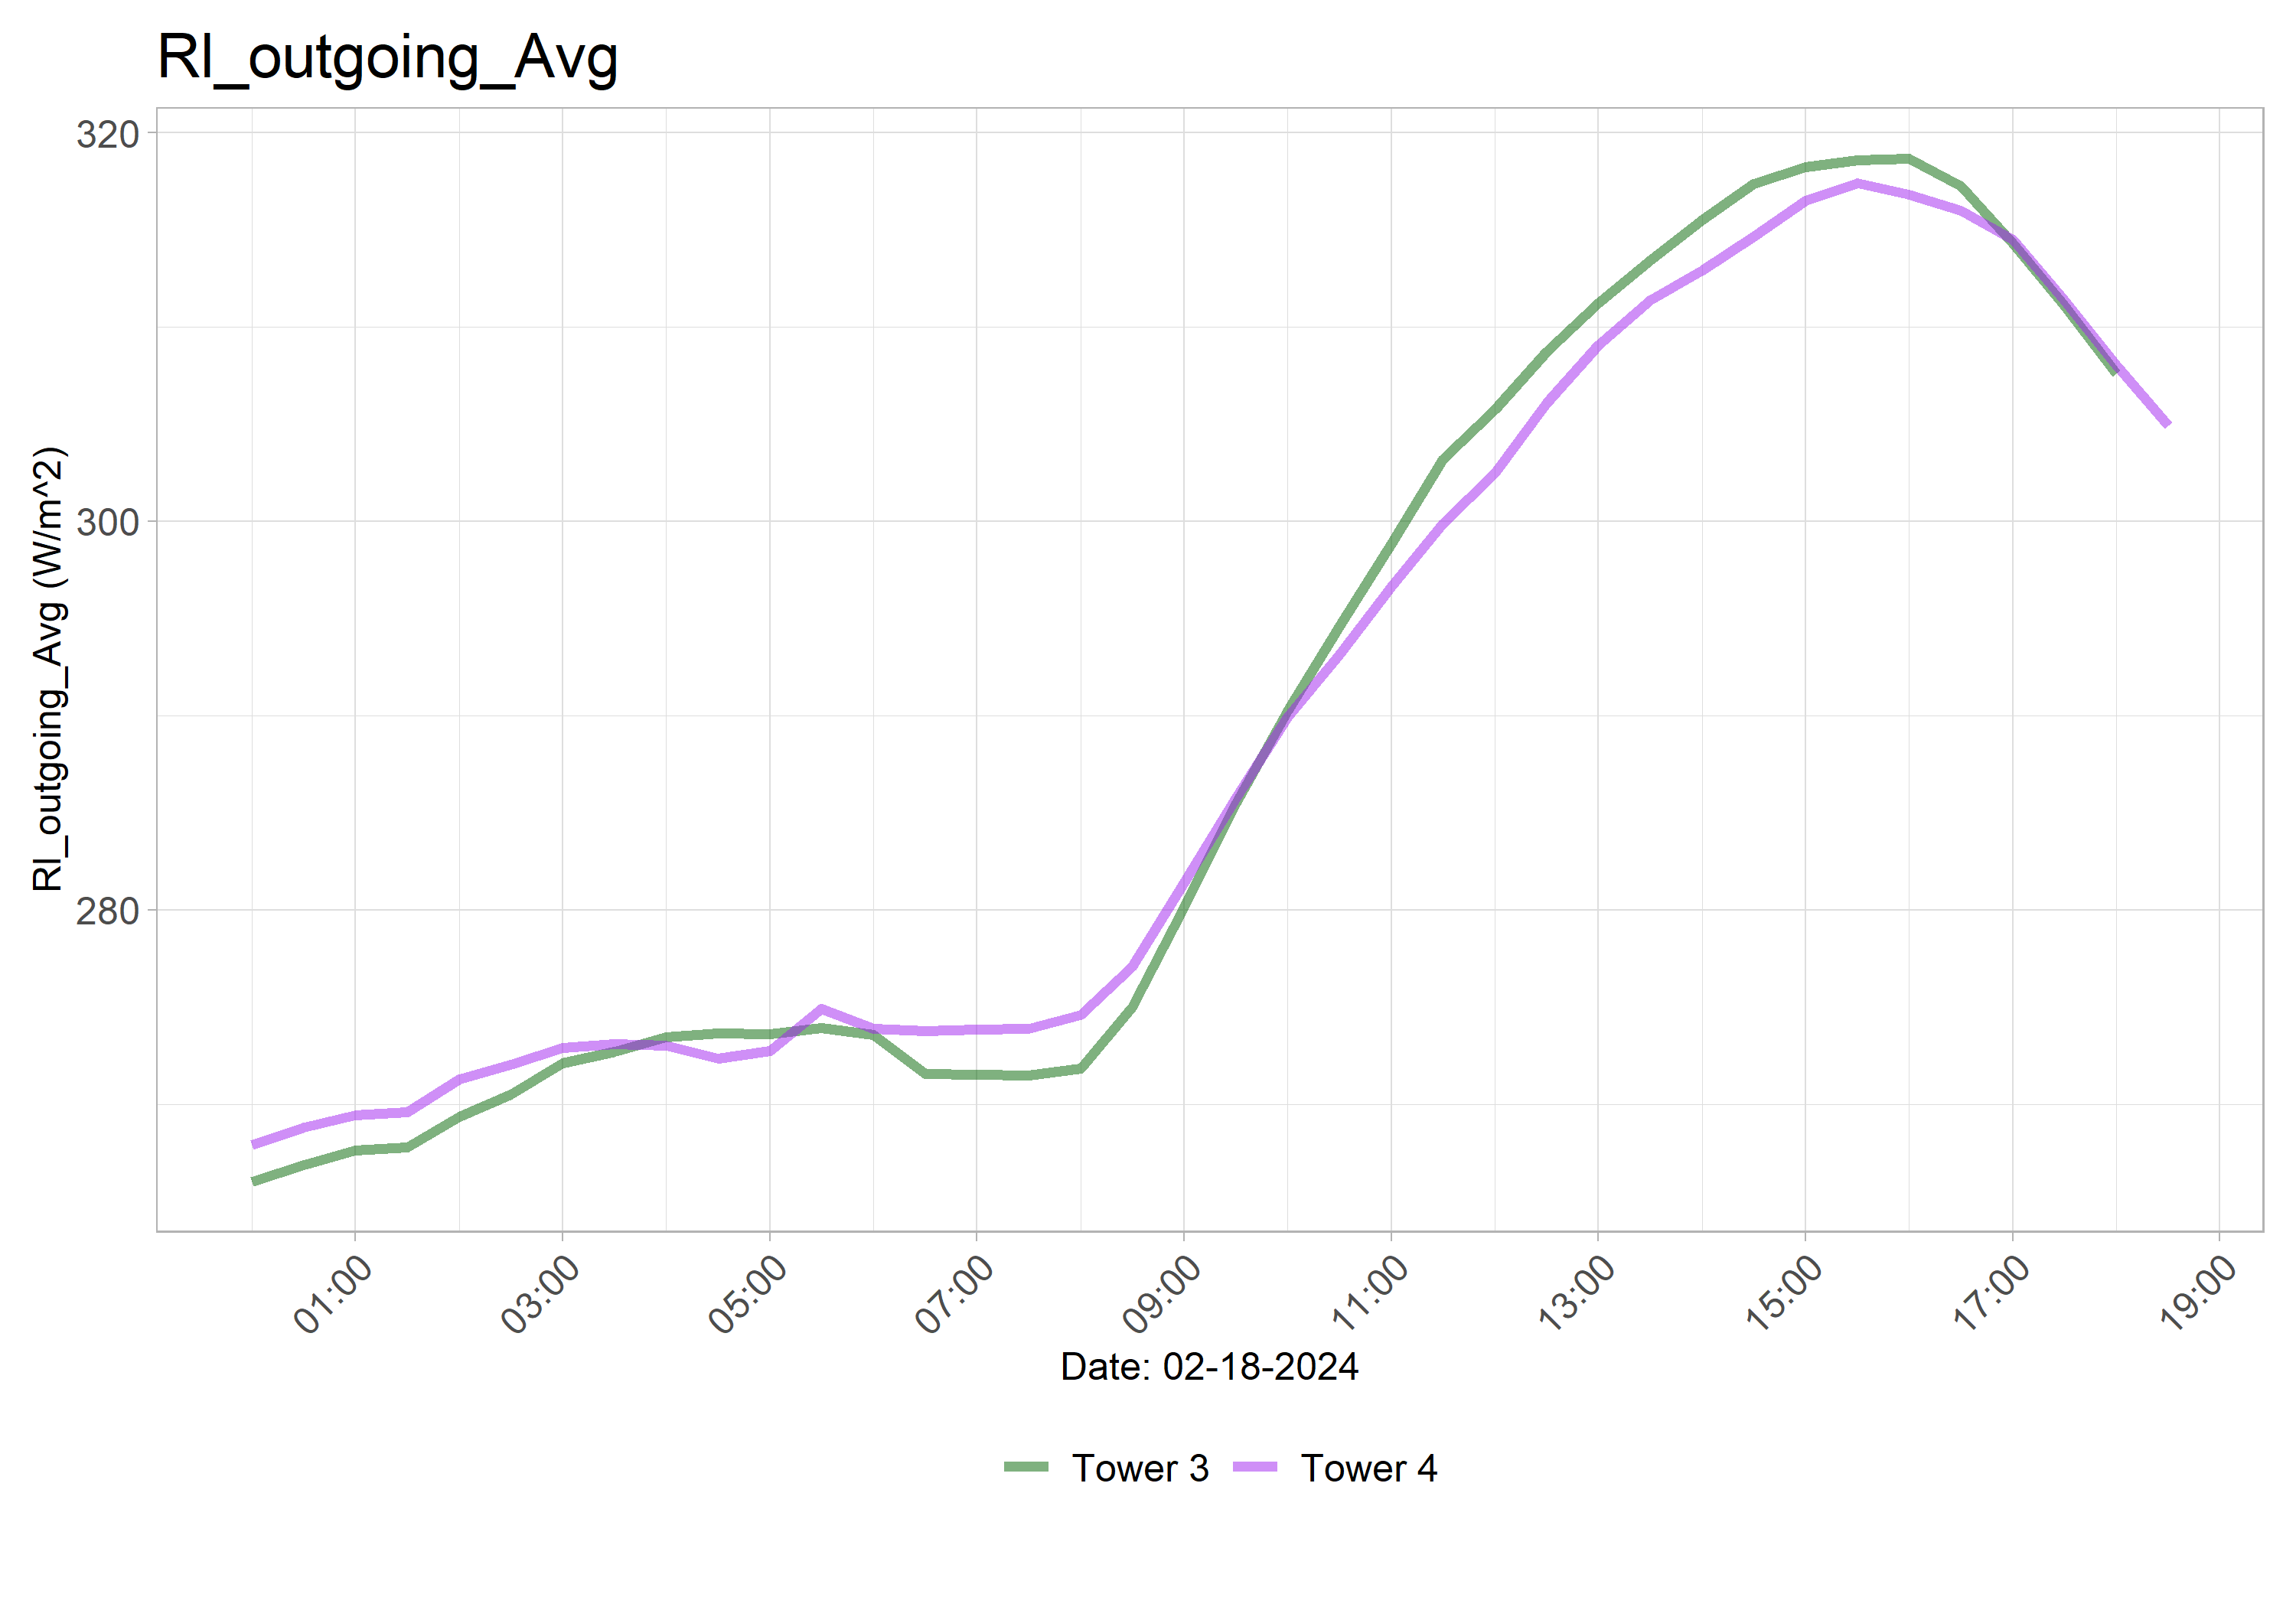 Rl_outgoing_Avg
Rl_outgoing_Avg (W/m^2)
320
300
280
01:00 03:00 05:00 07:00 09:00 11:00 13:00 15:00 17:00 19:00
Date: 02-18-2024
Tower 3 Tower 4